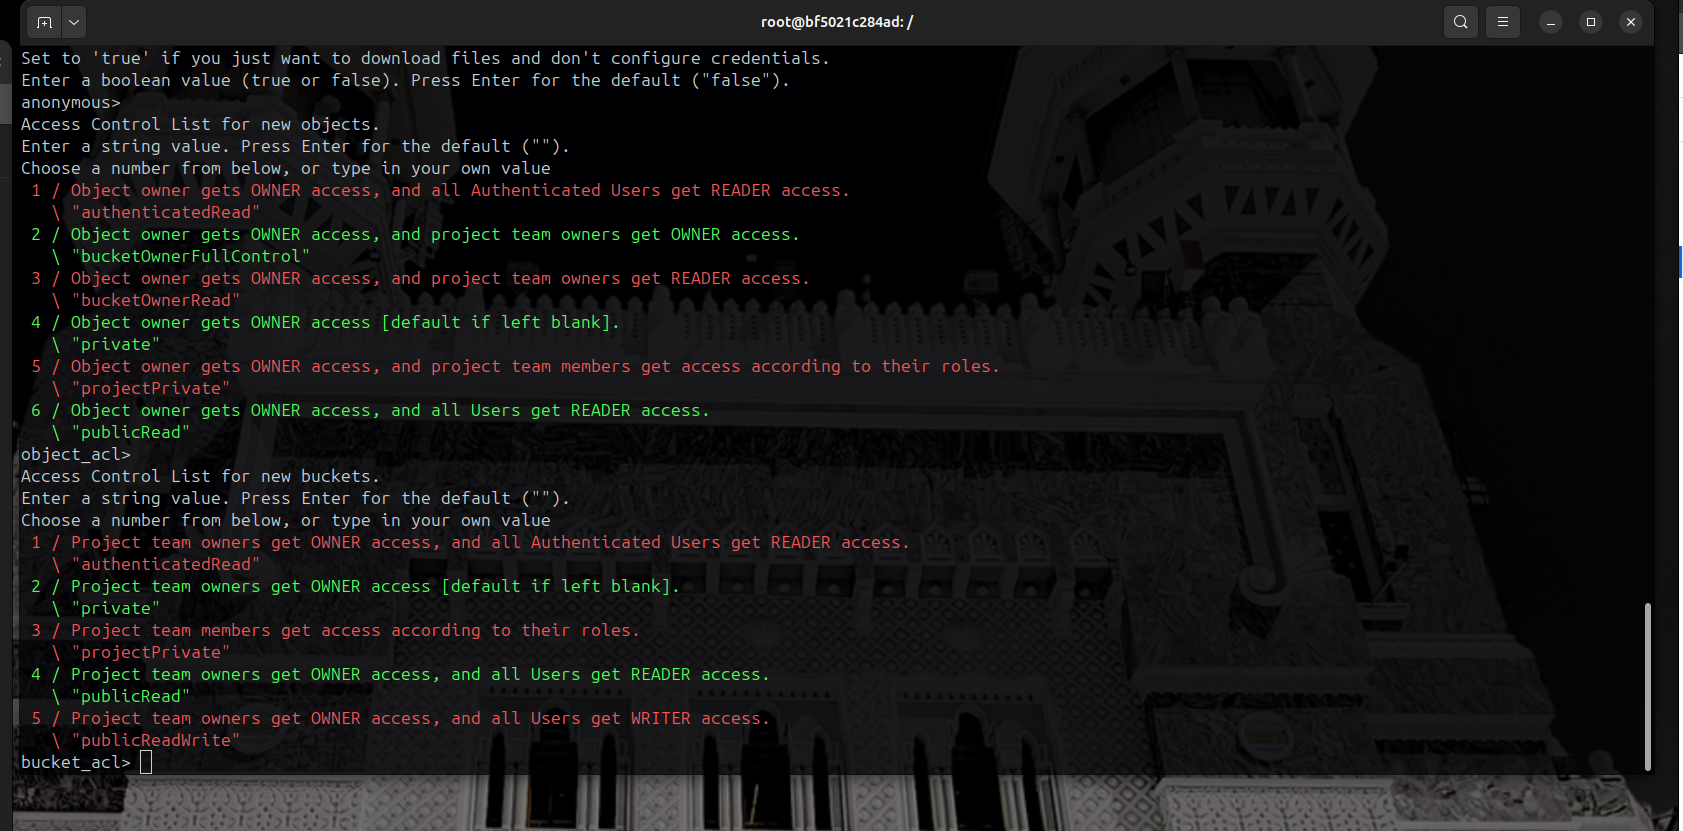 root@bf5021c284ad: /
Set to 'true' if you just want to download files and don't configure credentials.
Enter a boolean value (true or false). Press Enter for the default ("false").
anonymous>
Access Control List for new objects.
Enter a string value. Press Enter for the default ("").
Choose a number from below, or type in your own value
1 / Object owner gets OWNER access, and all Authenticated Users get READER access.
\ "authenticatedRead"
2 / Object owner gets OWNER access, and project team owners get OWNER access.
\ "bucketOwnerFullControl"
3 / Object owner gets OWNER access, and project team owners get READER access.
\ "bucketOwnerRead"
4 / Object owner gets OWNER access [default if left blank].
\ "private"
5 / Object owner gets OWNER access, and project team members get access according to their roles.
\ "projectPrivate"
6 / Object owner gets OWNER access, and all Users get READER access.
\ "publicRead"
object_acl>
Access Control List for new buckets.
Enter a string value. Press Enter for the default ("").
Choose a number from below, or type in your own value
1 / Project team owners get OWNER access, and all Authenticated Users get READER access.
\ "authenticatedRead"
2 / Project team owners get OWNER access [default if left blank].
\ "private"
3 / Project team members get access according to their roles.
\ "projectPrivate"
4 / Project team owners get OWNER access, and all Users get READER access.
\ "publicRead"
5 / Project team owners get OWNER access, and all Users get WRITER access.
\ "publicReadWrite"
bucket_acl>